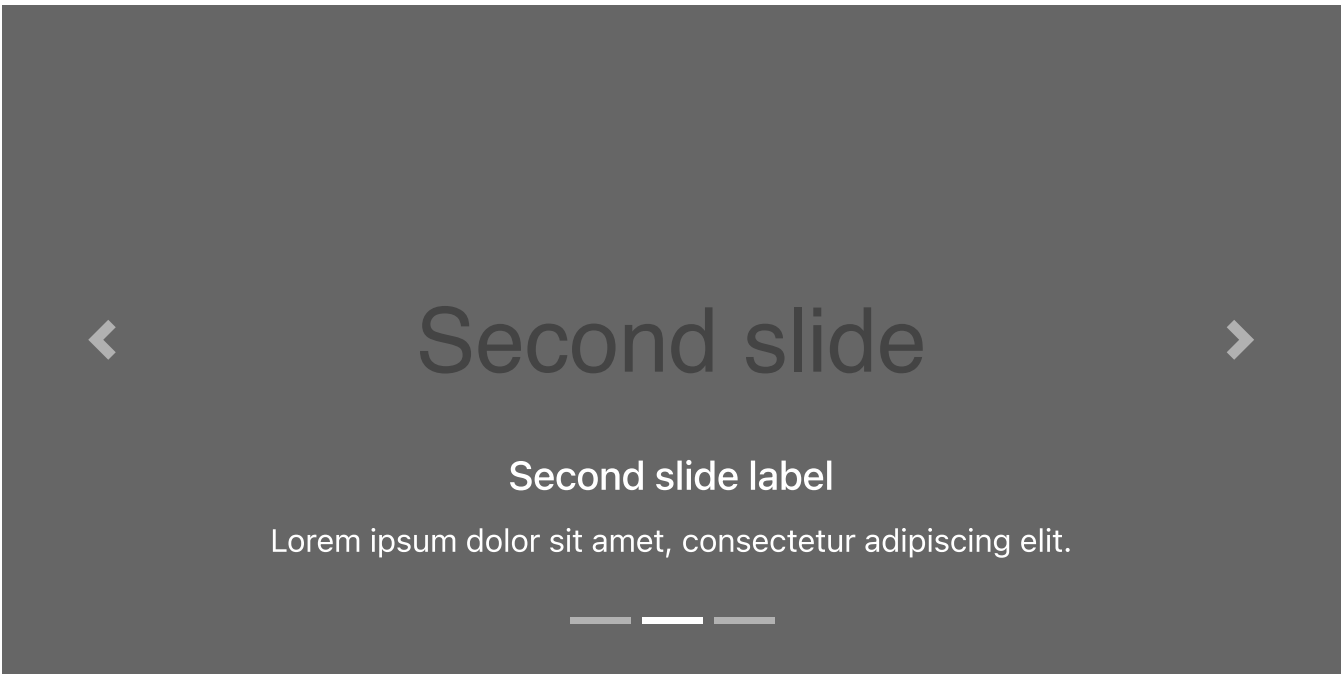 Second slide
Second slide label
Lorem ipsum dolor sit amet, consectetur adipiscing elit.